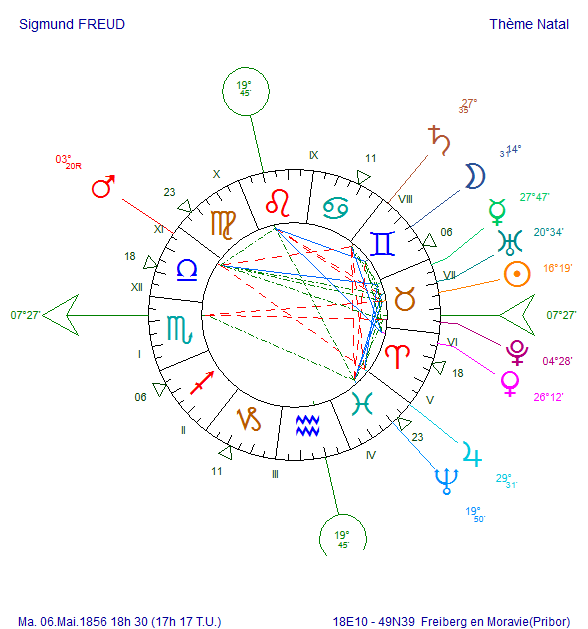 Sigmund FREUD
Thème Natal
19°
45'
27°
35'
03°
20R
IX
11
14°
31'
X
23
VIII
27°47'
XI
06
20°34'
18
VII
16°19'
XII
07°27'
07°27'
I
VI
04°28'
18
06
26°12'
V
II
23
11
III
IV
29°
31'
19°
50'
19°
45'
Ma. 06.Mai.1856 18h 30 (17h 17 T.U.)
18E10 - 49N39 Freiberg en Moravie(Pribor)